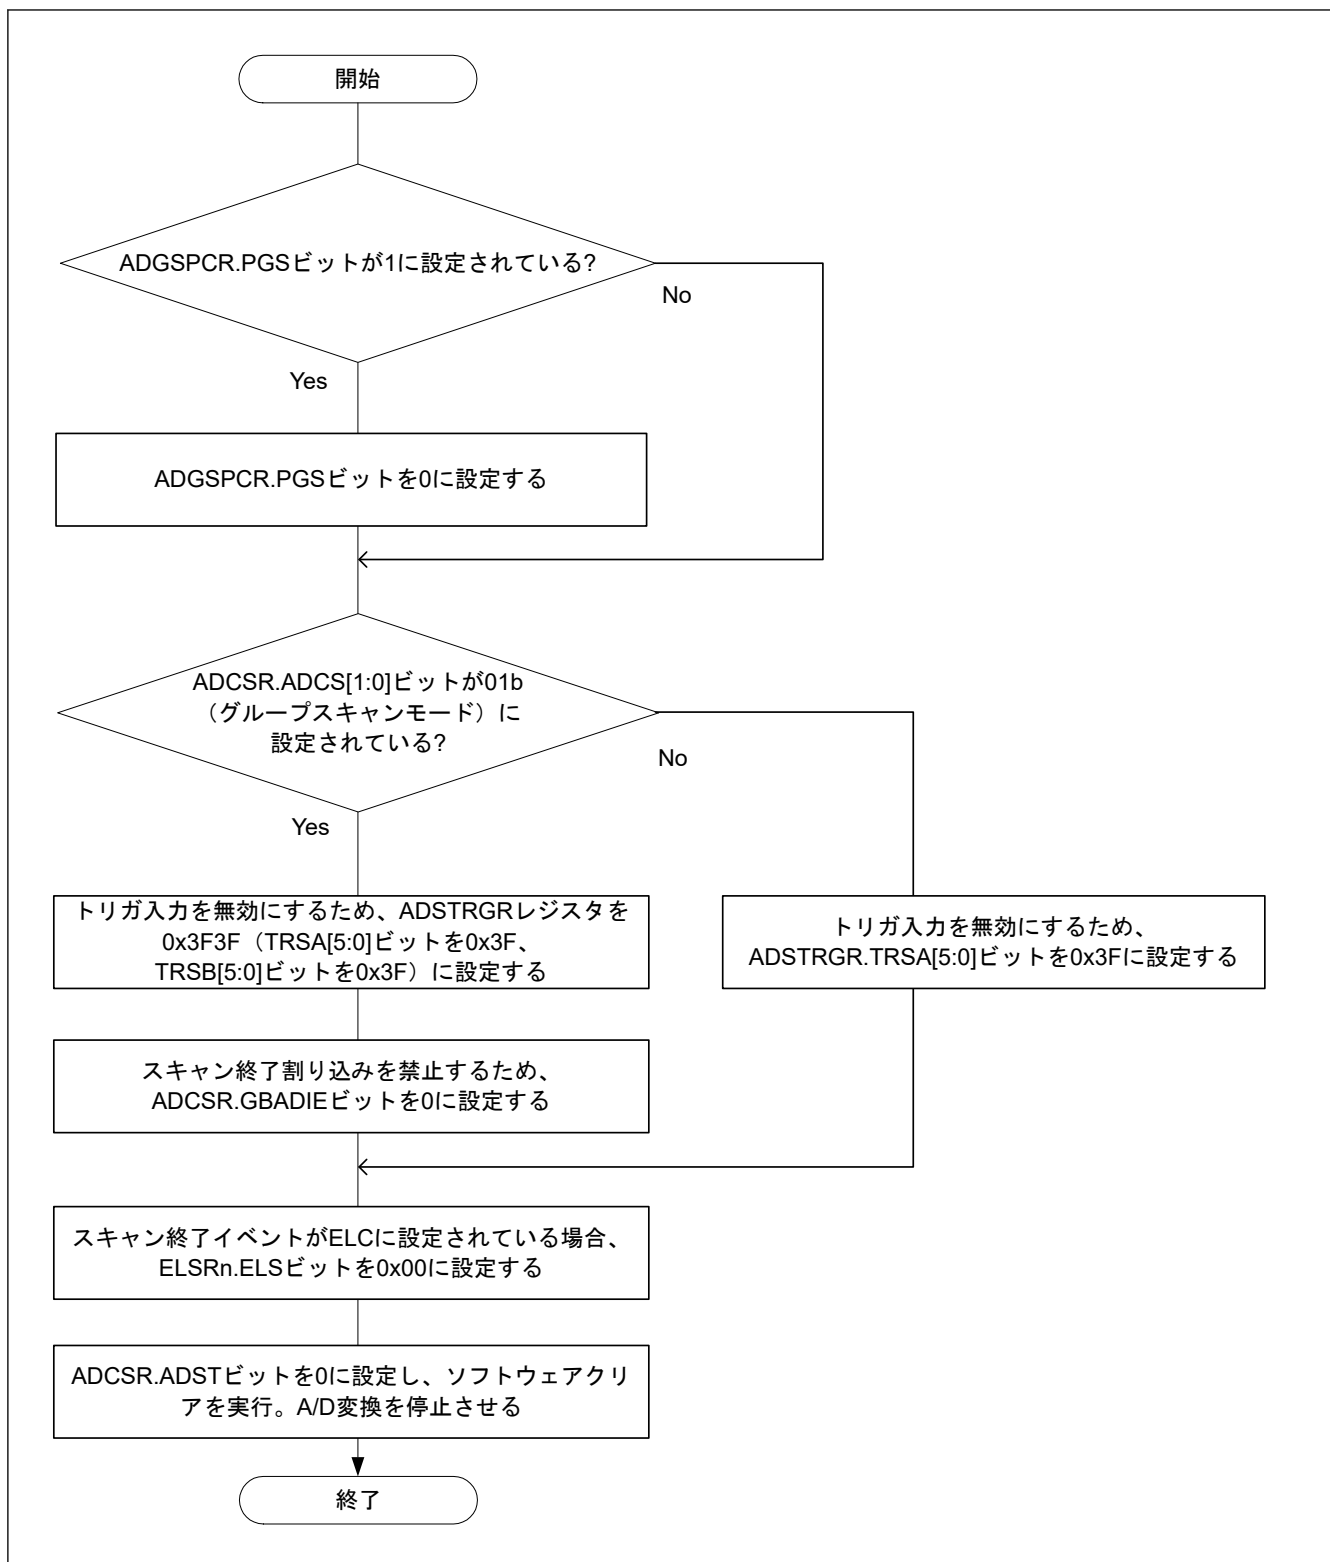 開始
ADGSPCR.PGSビットが1に設定されている?
No
Yes
ADGSPCR.PGSビットを0に設定する
ADCSR.ADCS[1:0]ビットが01b
（グループスキャンモード）に
設定されている?
No
Yes
トリガ入力を無効にするため、ADSTRGRレジスタを
0x3F3F（TRSA[5:0]ビットを0x3F、
TRSB[5:0]ビットを0x3F）に設定する
トリガ入力を無効にするため、
ADSTRGR.TRSA[5:0]ビットを0x3Fに設定する
スキャン終了割り込みを禁止するため、
ADCSR.GBADIEビットを0に設定する
スキャン終了イベントがELCに設定されている場合、
ELSRn.ELSビットを0x00に設定する
ADCSR.ADSTビットを0に設定し、ソフトウェアクリ
アを実行。A/D変換を停止させる
終了